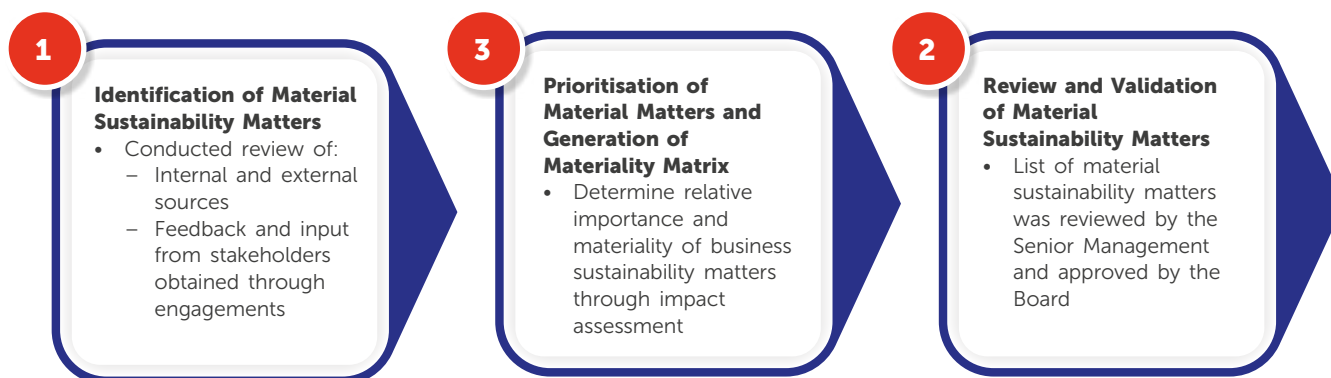 1
Identification of Material
Sustainability Matters
• Conducted review of:
– Internal and external
sources
– Feedback and input
from stakeholders
obtained through
engagements
3
Prioritisation of
Material Matters and
Generation of
Materiality Matrix
• Determine relative
importance and
materiality of business
sustainability matters
through impact
assessment
2
Review and Validation
of Material
Sustainability Matters
• List of material
sustainability matters
was reviewed by the
Senior Management
and approved by the
Board